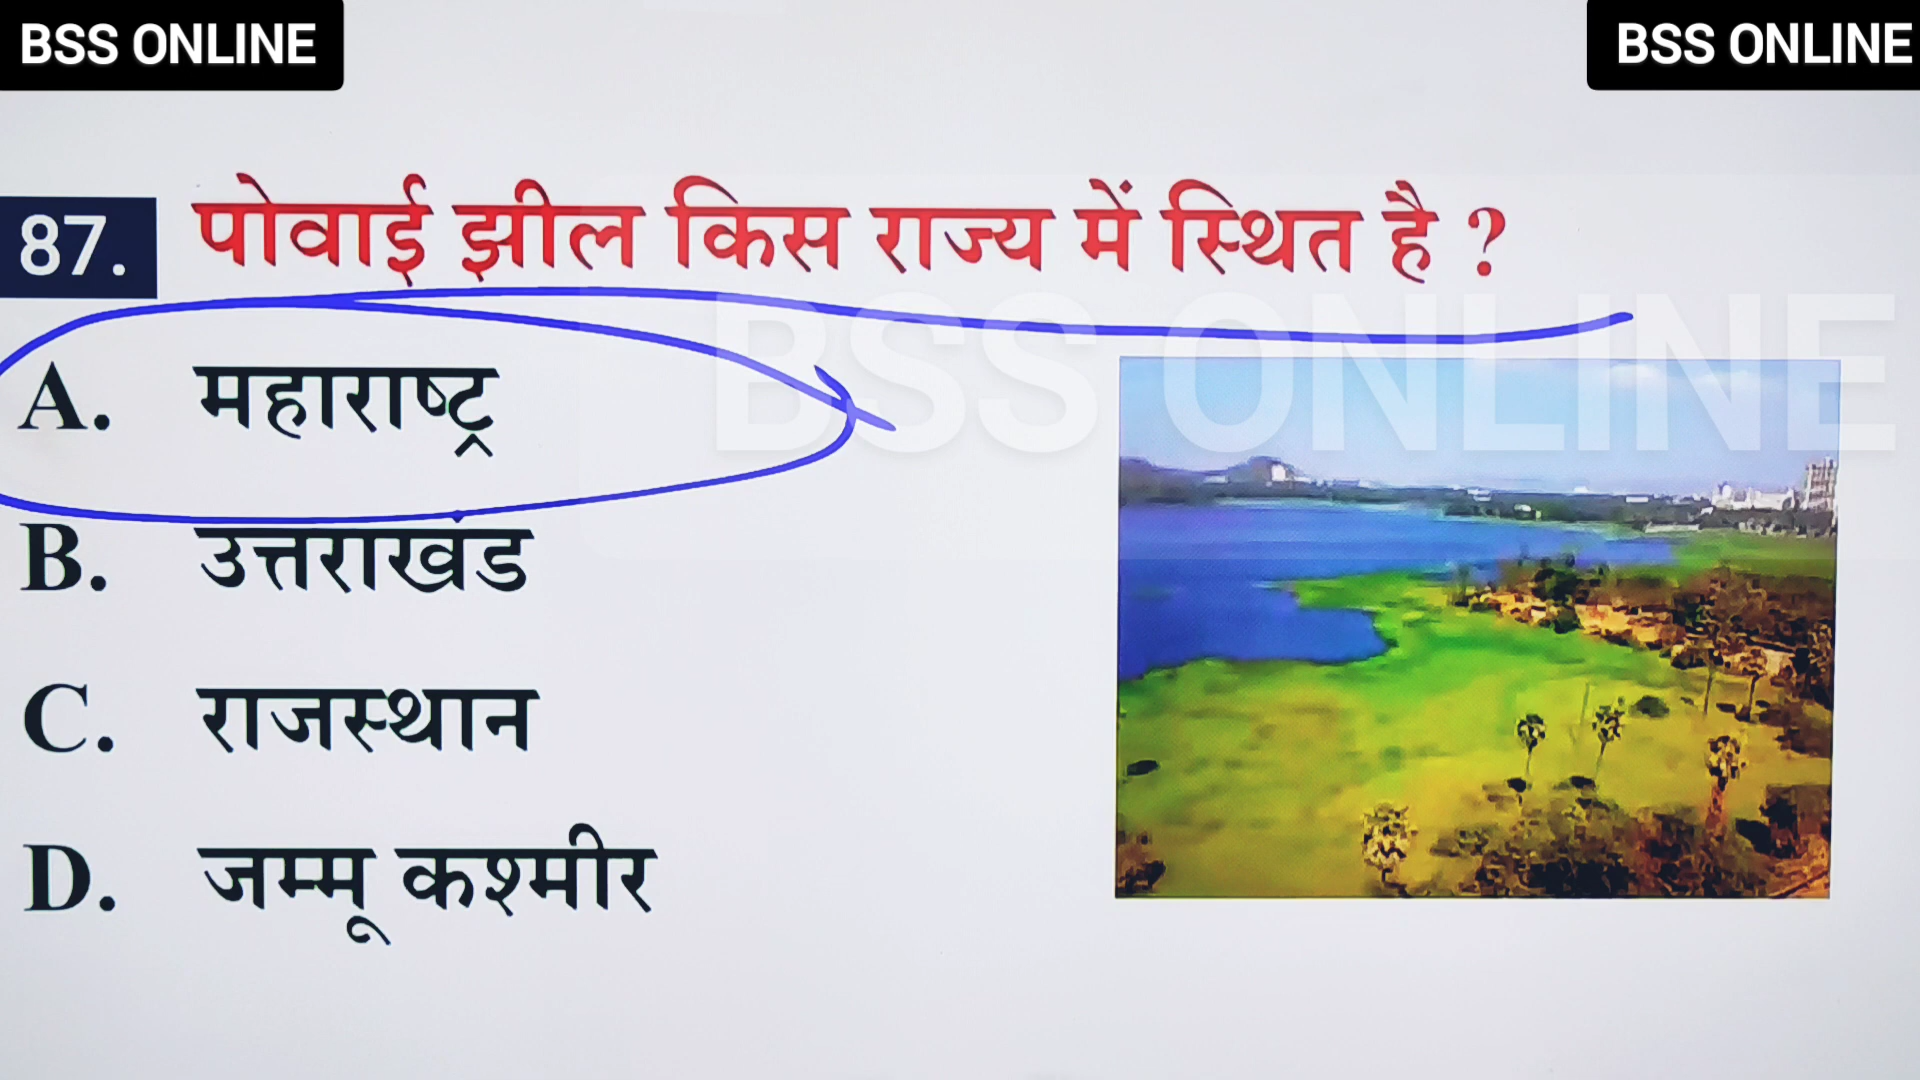 BSS ONLINE
BSS ONLINE
87. पोवाई झील किस राज्य में स्थित है ?
BSS ONLINE
A. महाराष्ट्र
B. उत्तराखंड
C. राजस्थान
D. जम्मू कश्मीर